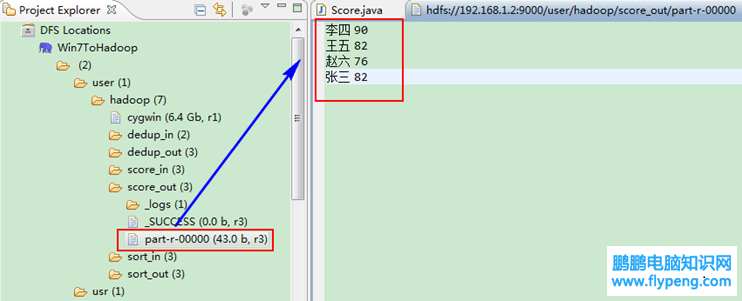 Project Explorer
DFS Locations
Win7ToHadoop
(2)
user (1)
hadoop (7)
cygwin (6.4 Gb, r1)
dedup_in (2)
dedup_out (3)
score_in (3)
score_out (3)
_logs (1)
_SUCCESS (0.0 b, r3)
part-r-00000 (43.0 b, r3)
sort_in (3)
sort_out (3)
usr (1)
Score.java
hdfs://192.168.1.2:9000/user/hadoop/score_out/part-r-00000
李四 90
王五 82
赵六 76
张三 82
鹏鹏电脑知识网
www.flypeng.com